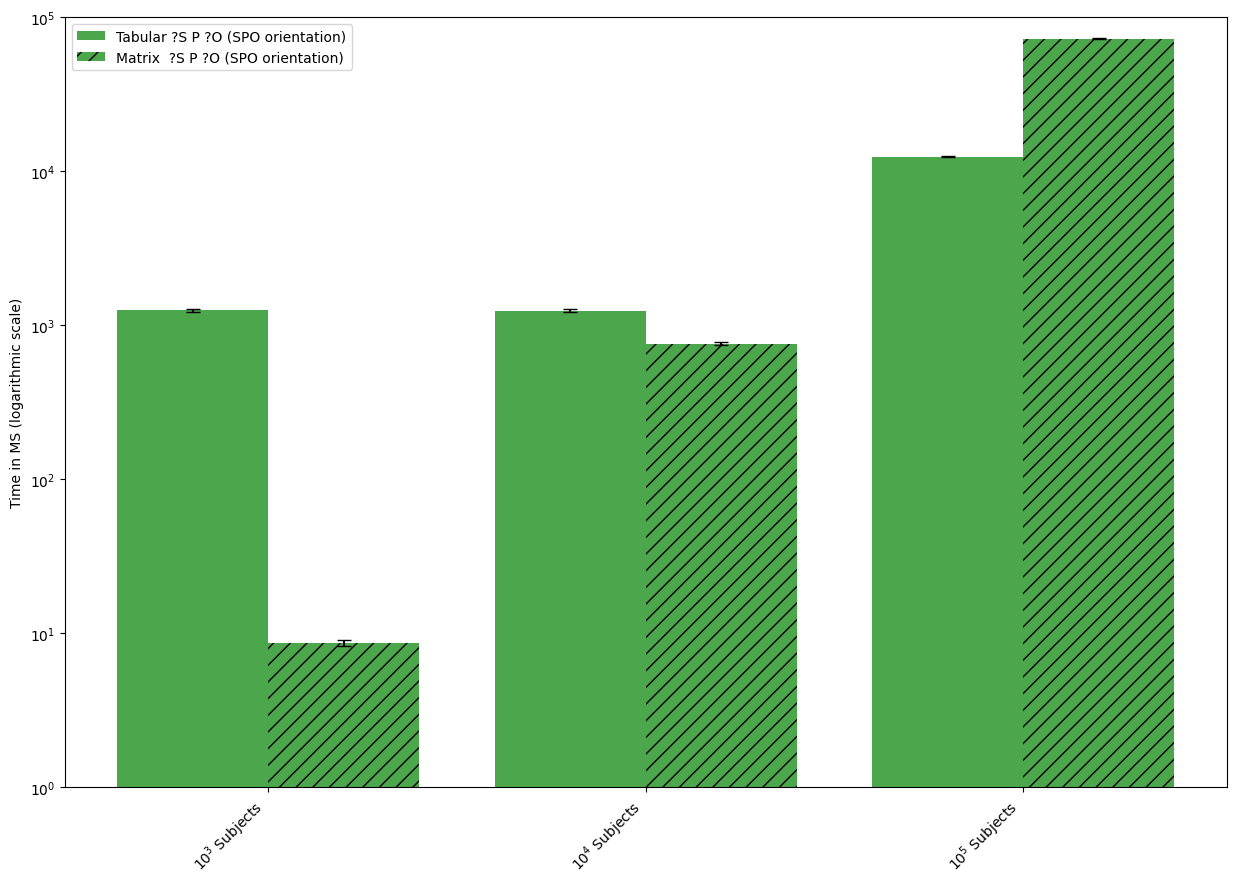 Tabular ?S P ?O (SPO orientation)
Matrix  ?S P ?O (SPO orientation)
Time in MS (logarithmic scale)
10⁵
10⁴
10³
10²
10¹
10⁰
10³ Subjects
10⁴ Subjects
10⁵ Subjects